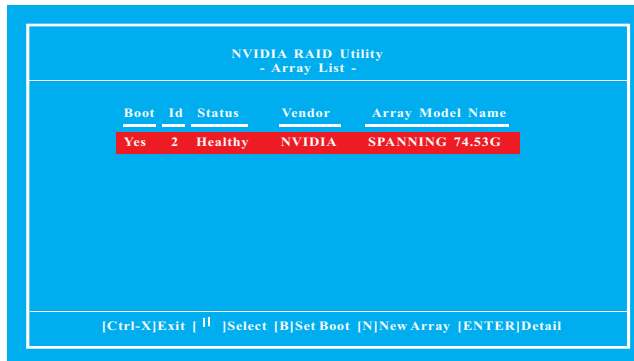 NVIDIA RAID Utility
- Array List -
Boot Id Status Vendor Array Model Name
Yes 2 Healthy NVIDIA SPANNING 74.53G
[Ctrl-X]Exit [ ]Select [B]Set Boot [N]New Array [ENTER]Detail